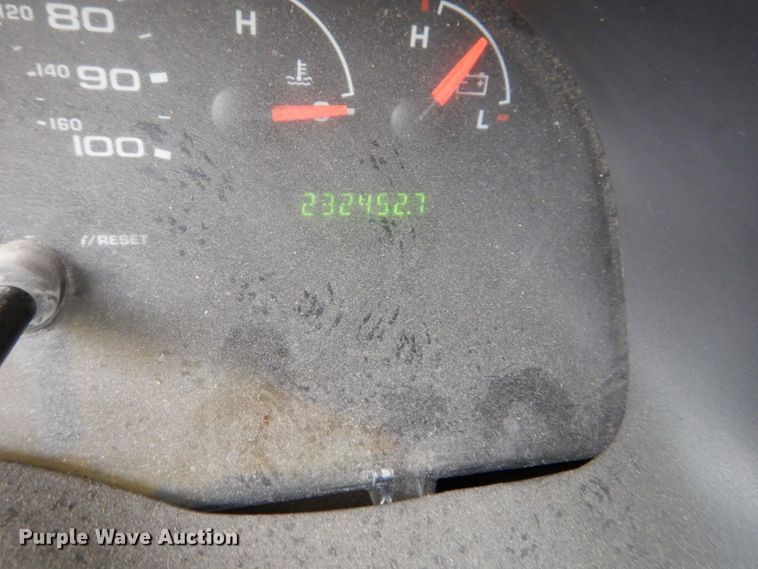 120 80 H H
140 90
C
L
160 100
232452.7
/RESET
Purple Wave Auction